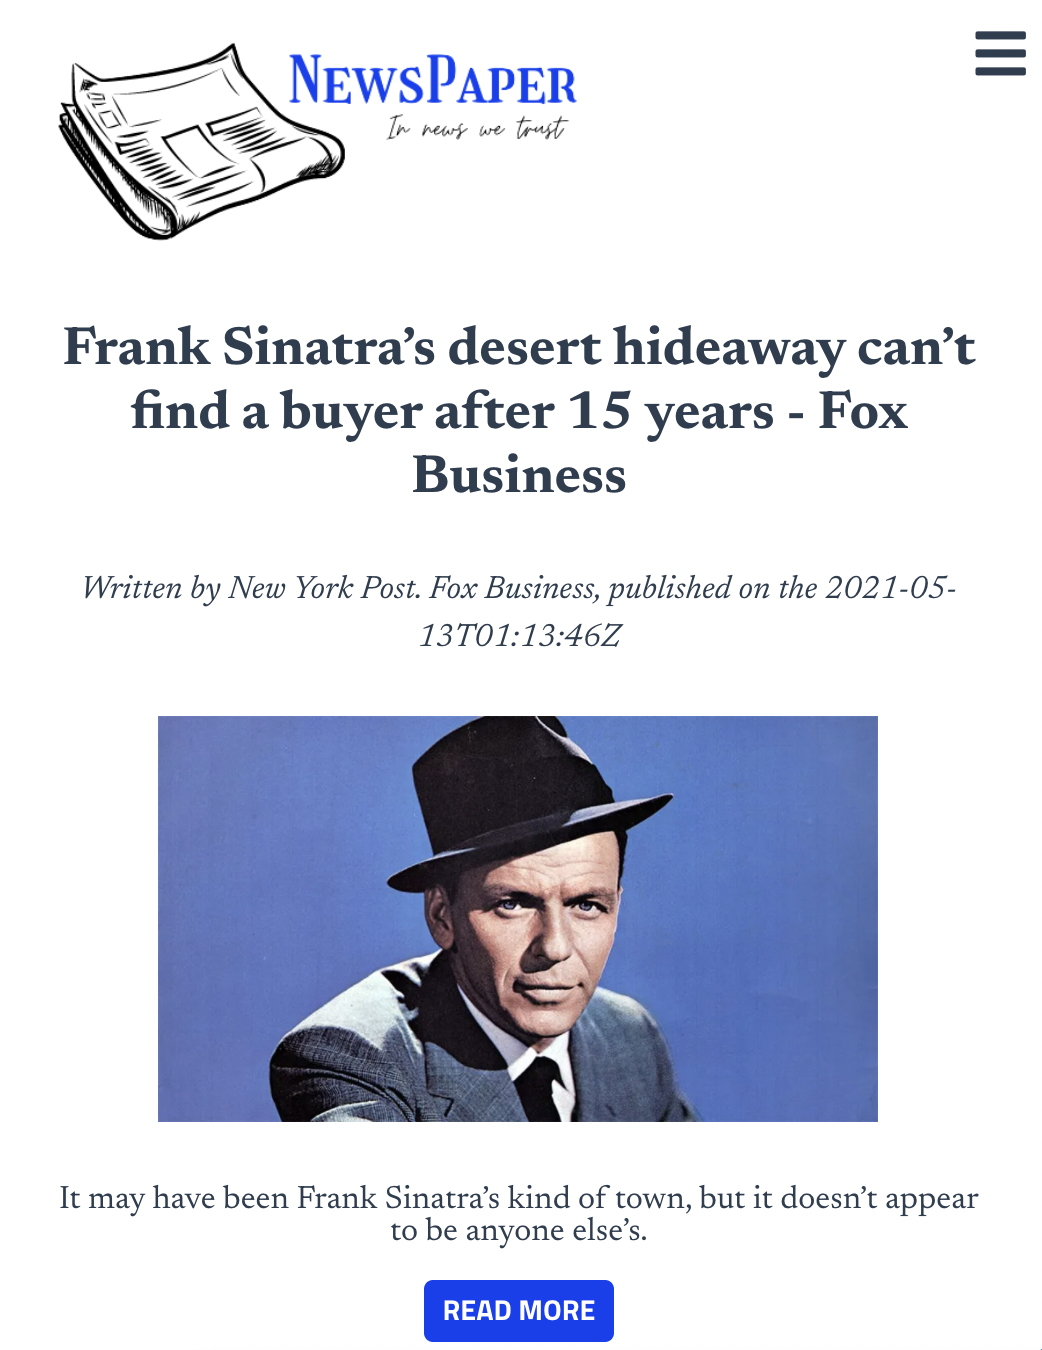 NEWSPAPER
In news we trust
Frank Sinatra’s desert hideaway can’t
find a buyer after 15 years - Fox
Business
Written by New York Post. Fox Business, published on the 2021-05-
13T01:13:46Z
It may have been Frank Sinatra’s kind of town, but it doesn’t appear
to be anyone else’s.
READ MORE